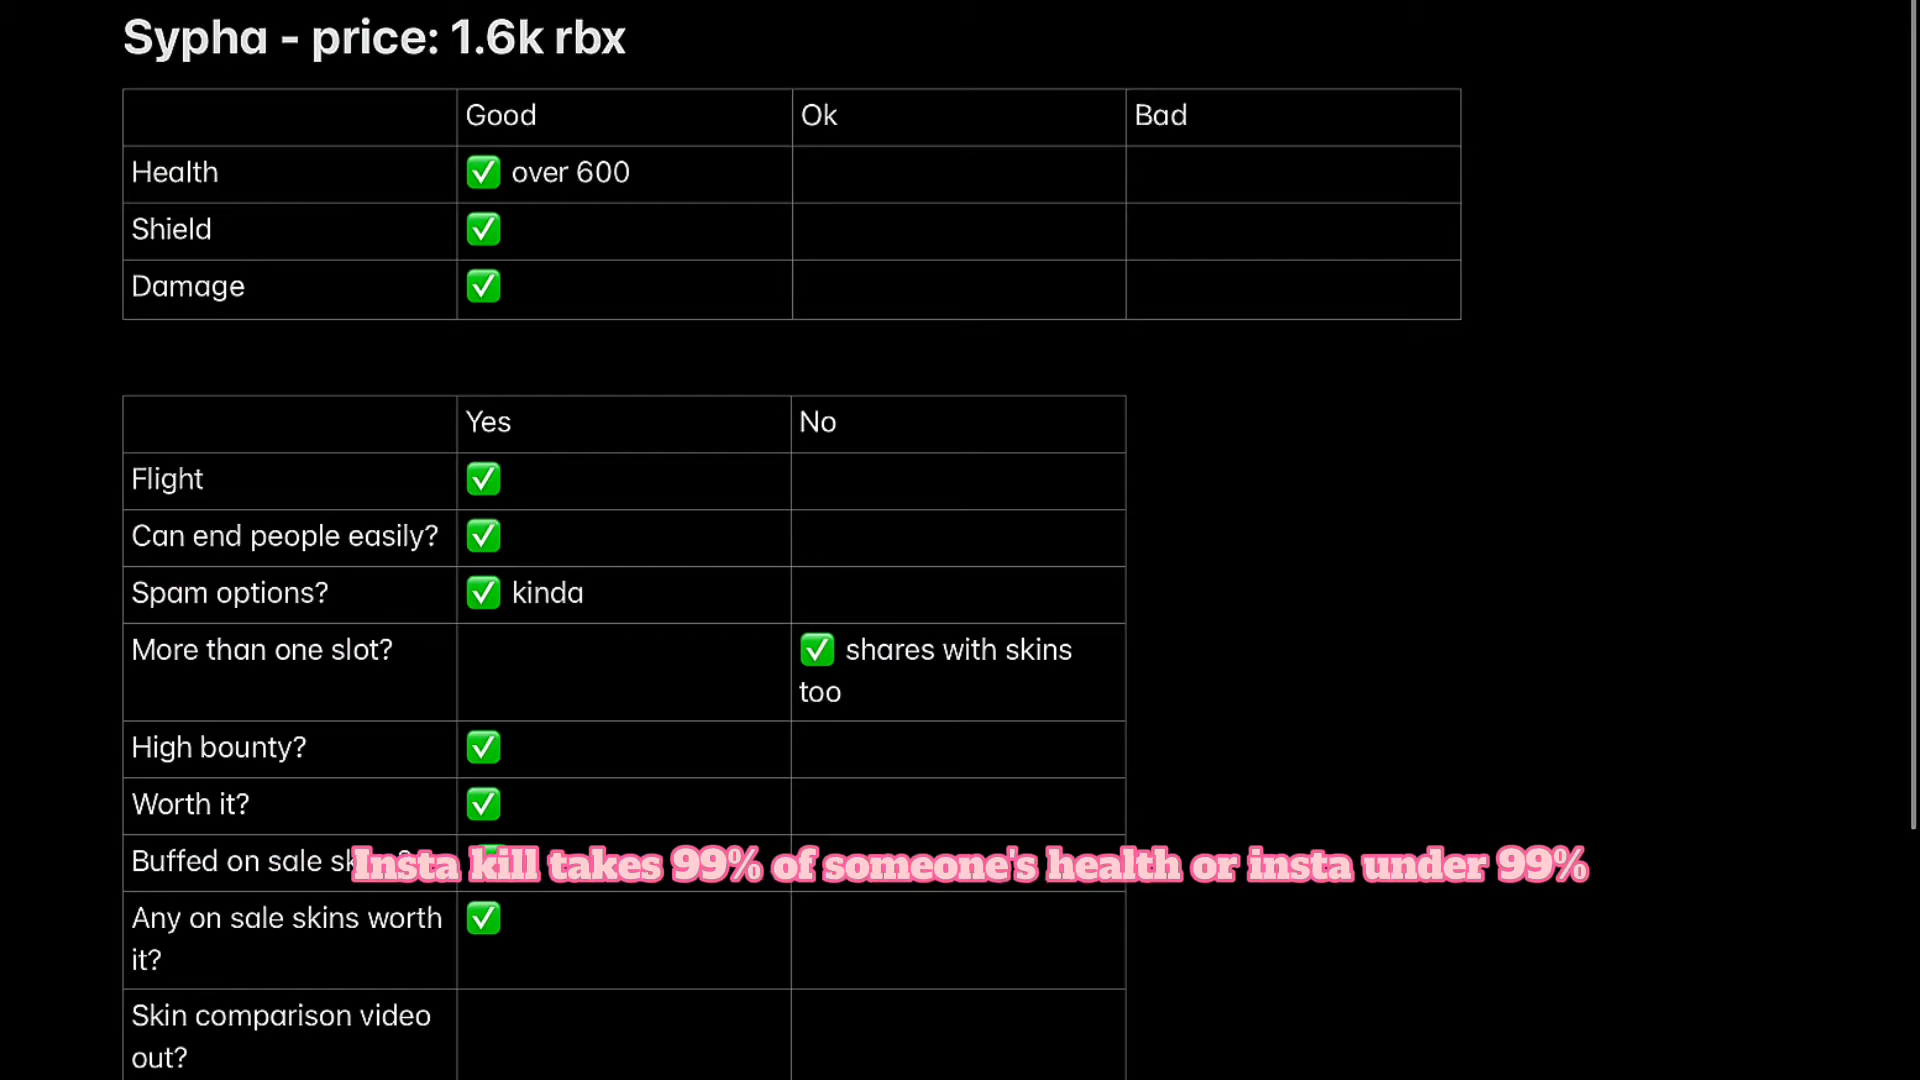 Sypha - price: 1.6k rbx
Good Ok Bad
Health ✅ over 600
Shield ✅
Damage ✅
Yes No
Flight ✅
Can end people easily? ✅
Spam options? ✅ kinda
More than one slot? ✅ shares with skins
too
High bounty? ✅
Worth it? ✅
Buffed on sale
Insta kill takes 99% of someone's health or insta under 99%
Any on sale skins worth ✅
it?
Skin comparison video
out?